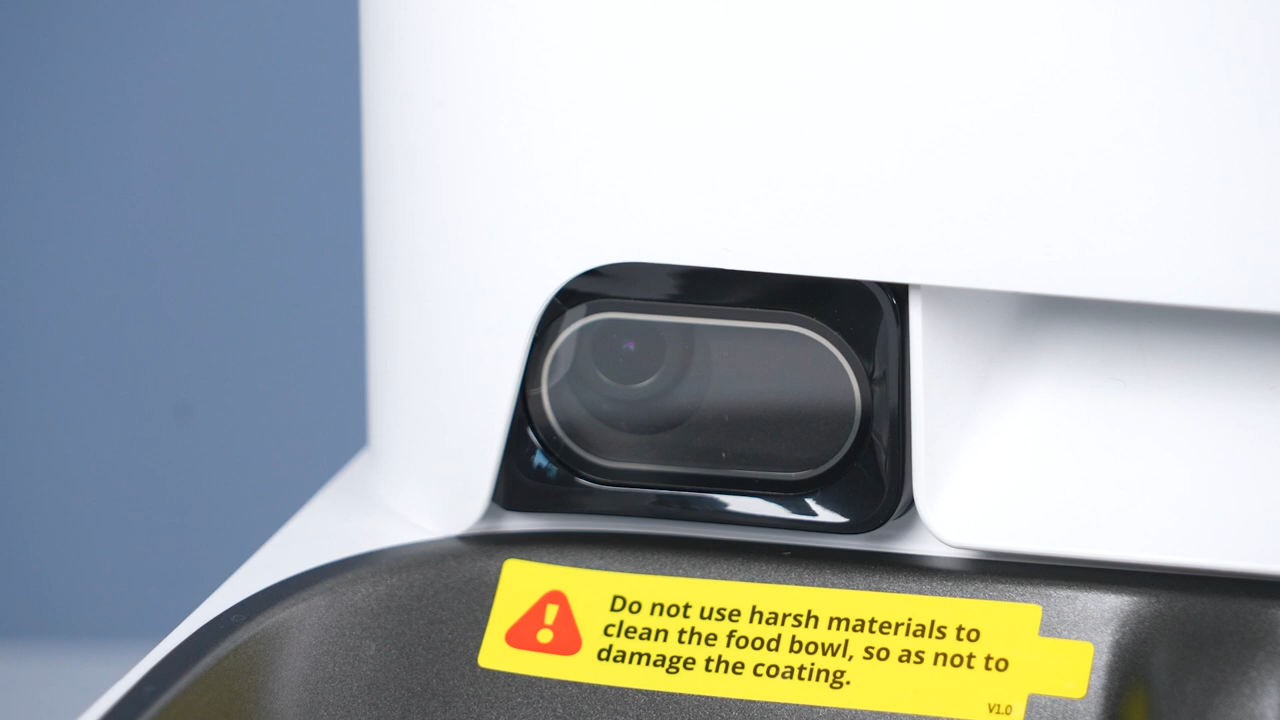 Do not use harsh materials to
clean the food bowl, so as not to
damage the coating.
V1.0